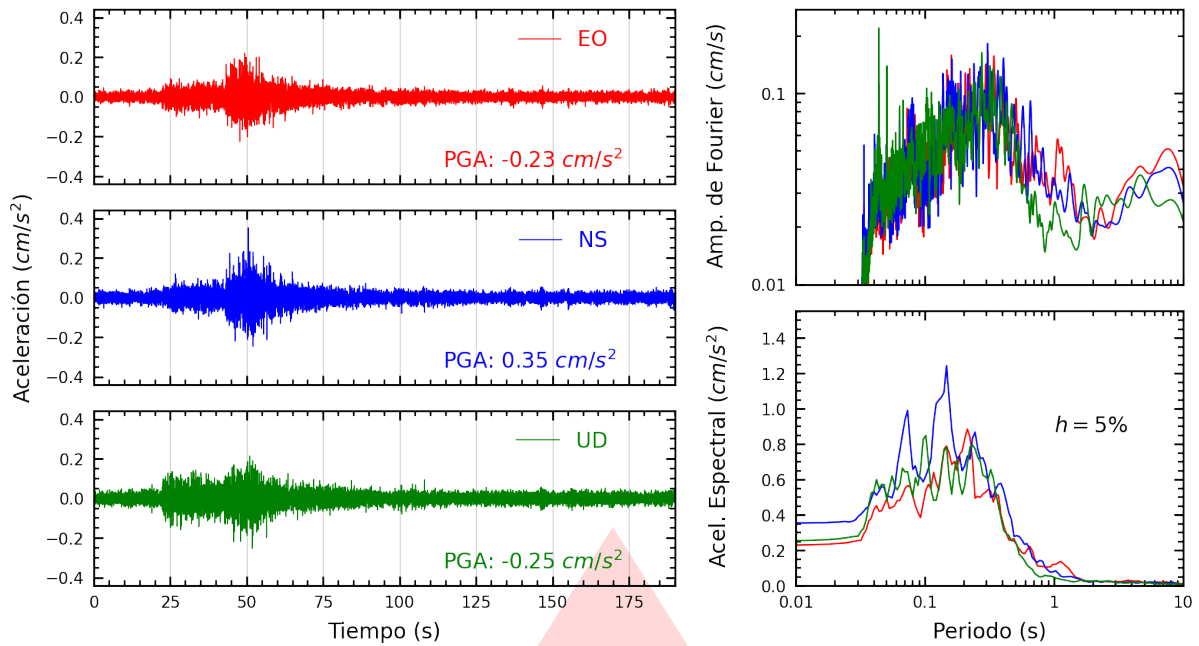 Aceleración (cm/s²)
0.4
0.2
0.0
−0.2
−0.4
EO
PGA: -0.23 cm/s²
0.4
0.2
0.0
−0.2
−0.4
NS
PGA: 0.35 cm/s²
0.4
0.2
0.0
−0.2
−0.4
UD
PGA: -0.25 cm/s²
0 25 50 75 100 125 150 175
Tiempo (s)
Amp. de Fourier (cm/s)
0.1
0.01
Acel. Espectral (cm/s²)
1.4
1.2
1.0
0.8
0.6
0.4
0.2
0.0
h = 5%
0.01 0.1 1 10
Periodo (s)